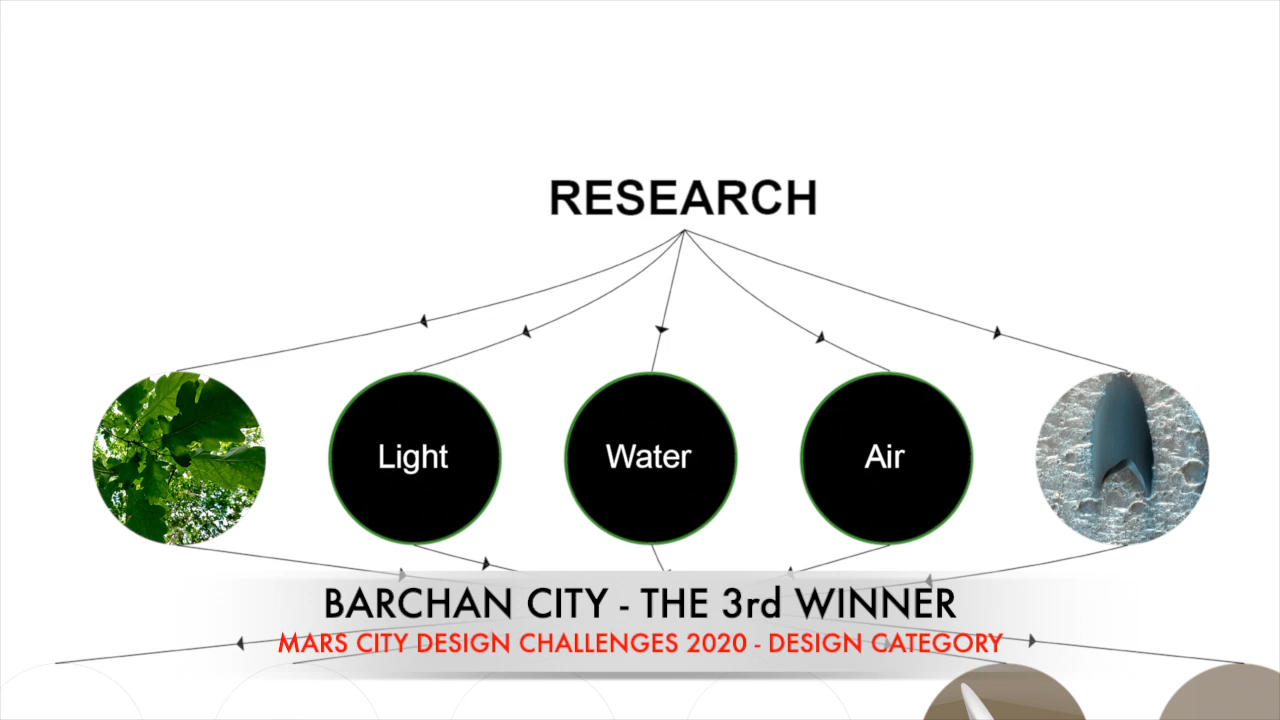 RESEARCH
Light
Water
Air
BARCHAN CITY - THE 3rd WINNER
MARS CITY DESIGN CHALLENGES 2020 - DESIGN CATEGORY